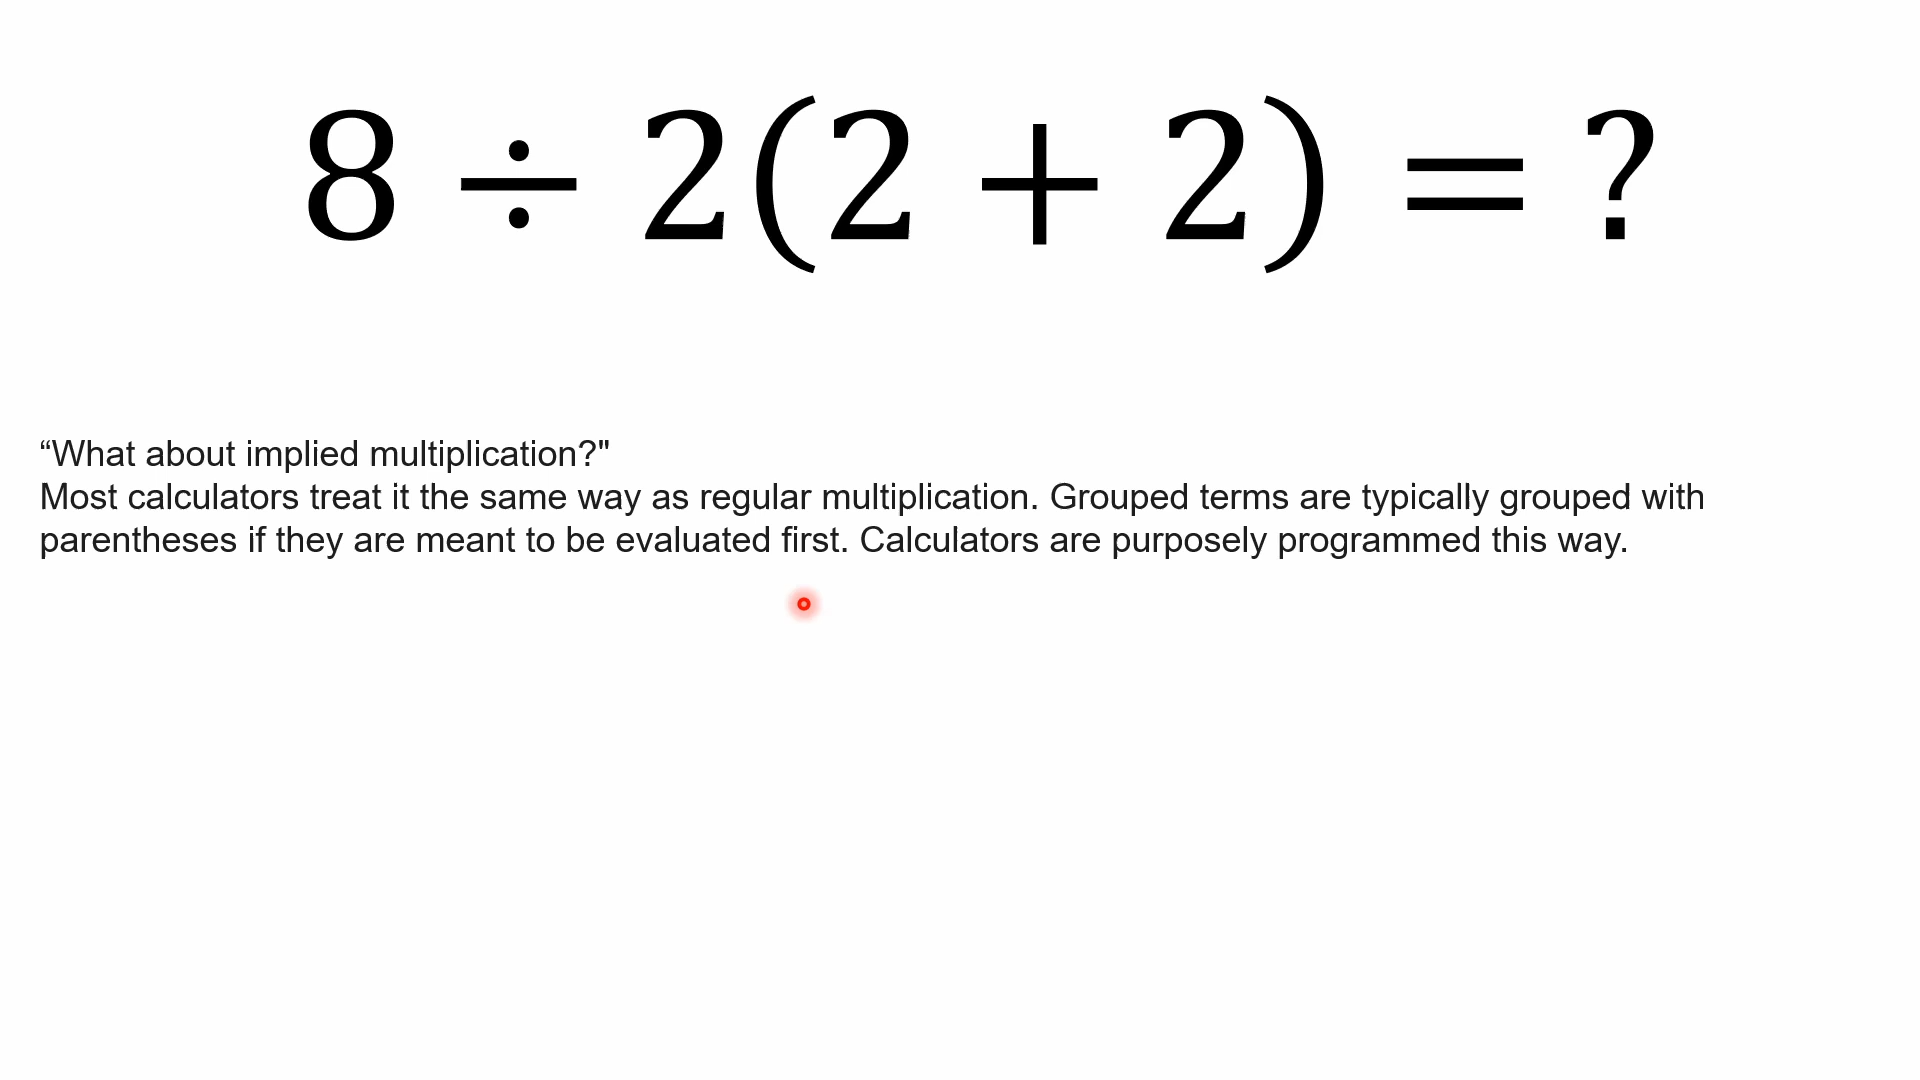 8 ÷ 2(2 + 2) = ?
“What about implied multiplication?"
Most calculators treat it the same way as regular multiplication. Grouped terms are typically grouped with
parentheses if they are meant to be evaluated first. Calculators are purposely programmed this way.